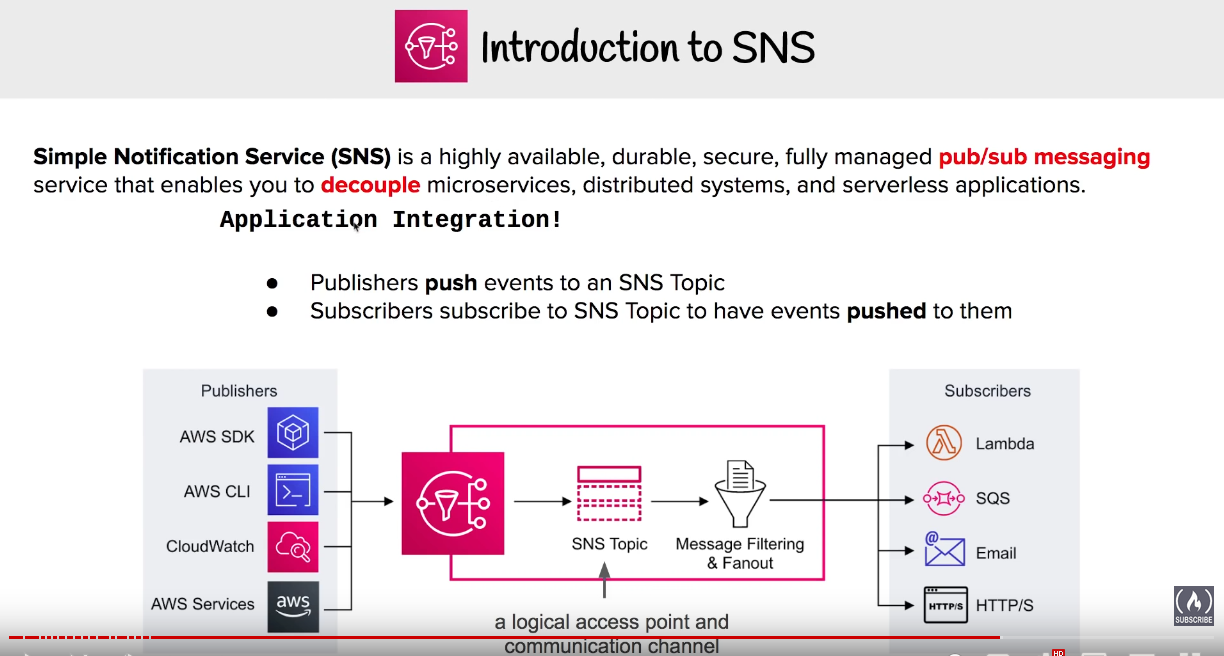 Introduction to SNS
Simple Notification Service (SNS) is a highly available, durable, secure, fully managed pub/sub messaging
service that enables you to decouple microservices, distributed systems, and serverless applications.
Application Integration!
● Publishers push events to an SNS Topic
● Subscribers subscribe to SNS Topic to have events pushed to them
Publishers
AWS SDK
AWS CLI
CloudWatch
AWS Services
aws
SNS Topic
Message Filtering
& Fanout
a logical access point and
communication channel
Subscribers
Lambda
SQS
@
Email
HTTP/S
HTTP/S
SUBSCRIBE
HD